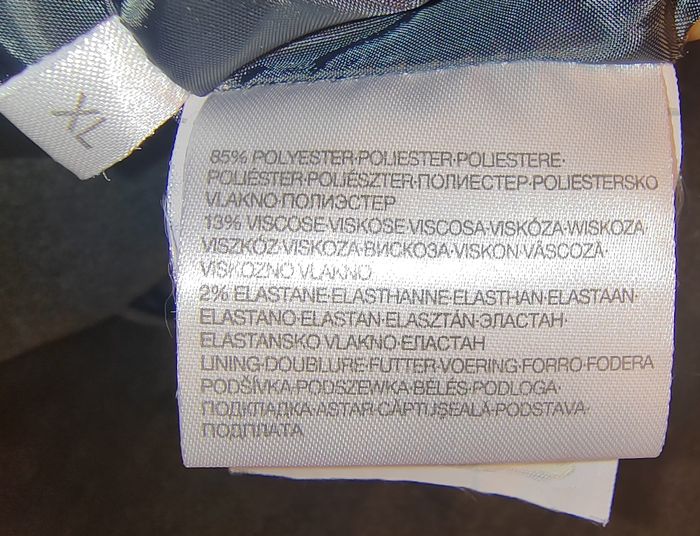 XL
85% POLYESTER·POLIESTER·POLIESTERE·
POLIÉSTER·POLIÉSZTER·ПОЛИЕСТЕР·POLIESTERSKO
VLAKNO·ПОЛИЭСТЕР
13% VISCOSE·VISKOSE·VISCOSA·VISKÓZA·WISKOZA·
VISZKÓZ·VISKOZA·ВИСКОЗА·VISKON·VÂSCOZÀ·
VISKOZNO VLAKNO
2% ELASTANE·ELASTHANNE·ELASTHAN·ELASTAAN·
ELASTANO·ELASTAN·ELASZTÁN·ЭЛАСТАН·
ELASTANSKO VLAKNO·ЕЛАСТАН
LINING·DOUBLURE·FUTTER·VOERING·FORRO·FODERA
PODŠÍVKA·PODSZEWKA·BÉLÉS·PODLOGA·
ПОДКЛАДКА·ASTAR·CĂPTUŞEALĂ·PODSTAVA·
ПОДПЛАТА